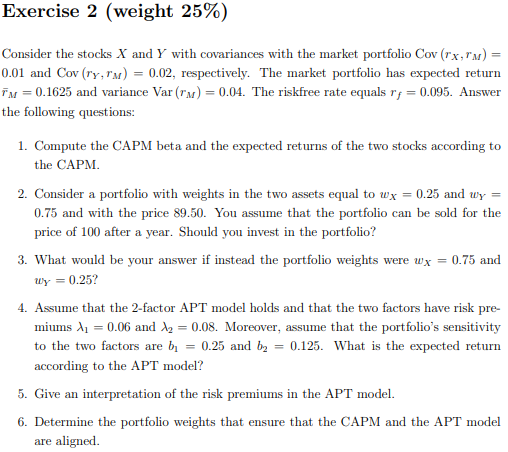 Exercise 2 (weight 25%)
Consider the stocks X and Y with covariances with the market portfolio Cov (r_X, r_M) =
0.01 and Cov (r_Y, r_M) = 0.02, respectively. The market portfolio has expected return
r̄_M = 0.1625 and variance Var (r_M) = 0.04. The riskfree rate equals r_f = 0.095. Answer
the following questions:
1. Compute the CAPM beta and the expected returns of the two stocks according to
the CAPM.
2. Consider a portfolio with weights in the two assets equal to w_X = 0.25 and w_Y =
0.75 and with the price 89.50. You assume that the portfolio can be sold for the
price of 100 after a year. Should you invest in the portfolio?
3. What would be your answer if instead the portfolio weights were w_X = 0.75 and
w_Y = 0.25?
4. Assume that the 2-factor APT model holds and that the two factors have risk pre-
miums λ_1 = 0.06 and λ_2 = 0.08. Moreover, assume that the portfolio's sensitivity
to the two factors are b_1 = 0.25 and b_2 = 0.125. What is the expected return
according to the APT model?
5. Give an interpretation of the risk premiums in the APT model.
6. Determine the portfolio weights that ensure that the CAPM and the APT model
are aligned.